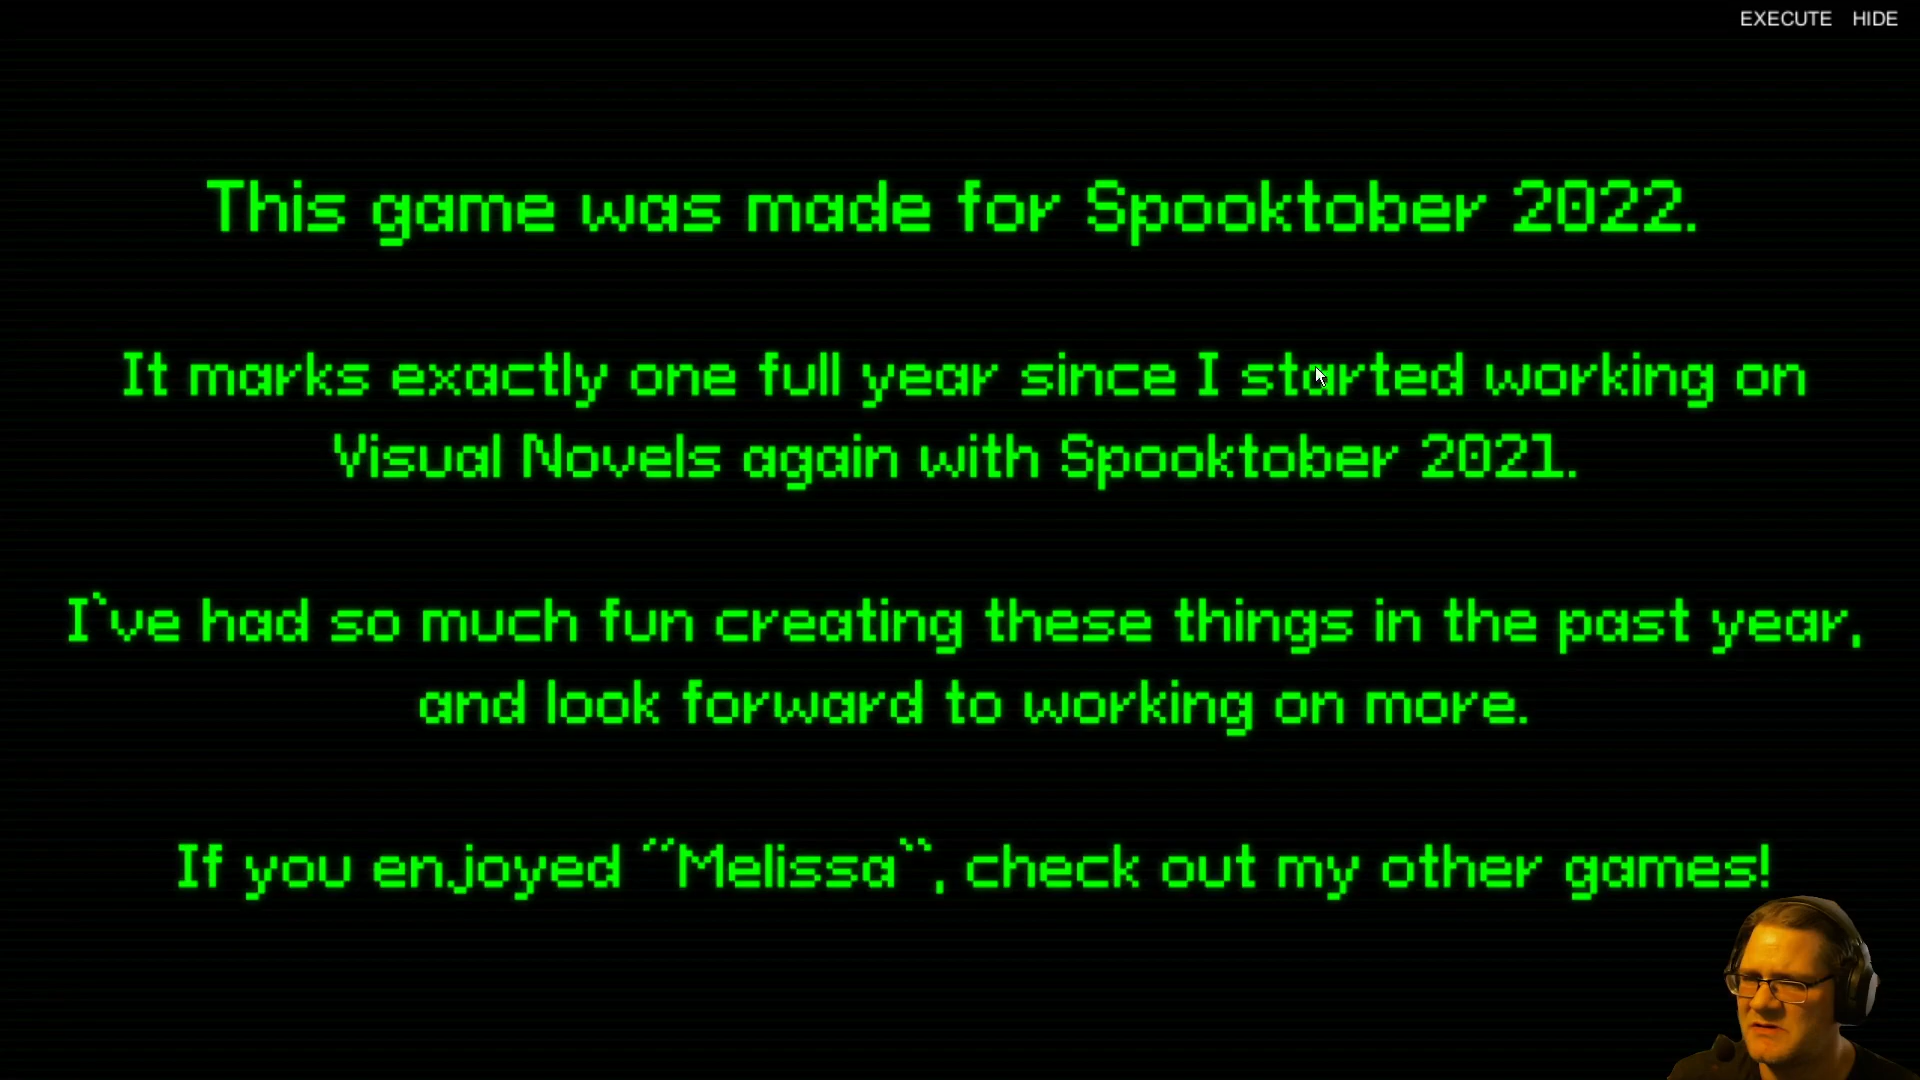 EXECUTE HIDE
This game was made for Spooktober 2022.
It marks exactly one full year since I started working on
Visual Novels again with Spooktober 2021.
I`ve had so much fun creating these things in the past year,
and look forward to working on more.
If you enjoyed ´´Melissa``, check out my other games!